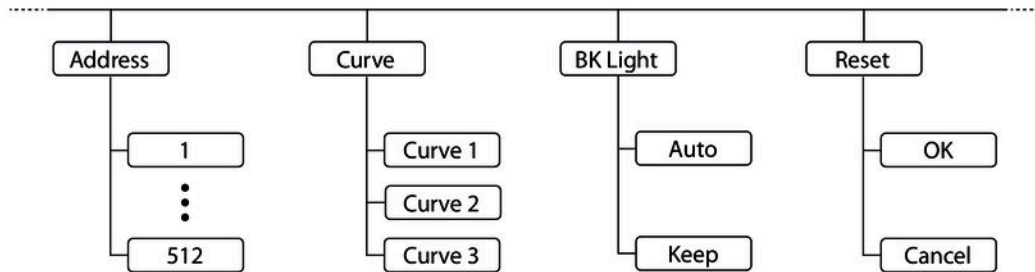 Address
Curve
BK Light
Reset
1
Curve 1
Auto
OK
Curve 2
512
Curve 3
Keep
Cancel